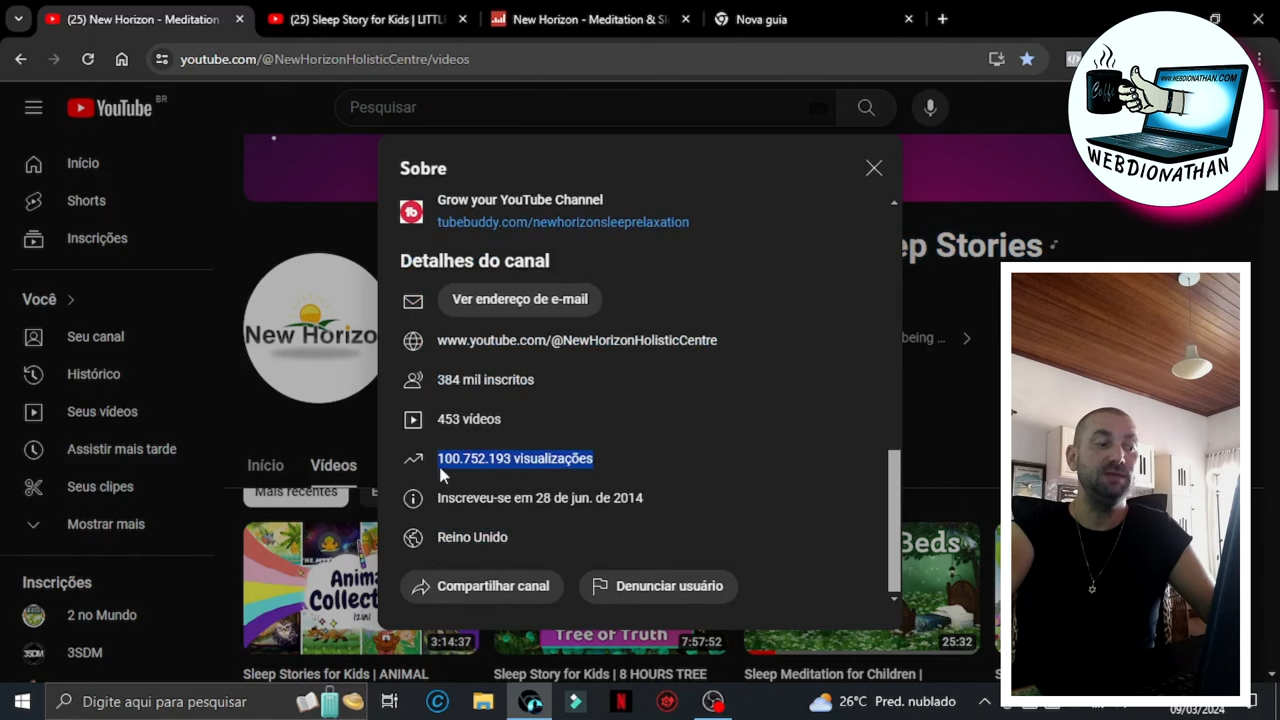 (25) New Horizon - Meditation
(25) Sleep Story for Kids | LITTL
New Horizon - Meditation & Sl
Nova guia
youtube.com/@NewHorizonHolisticCentre/videos
YouTube BR
Pesquisar
WWW.WEBDIONATHAN.COM
Coffe
WEBDIONATHAN
Início
Shorts
Inscrições
Você
Seu canal
Histórico
Seus vídeos
Assistir mais tarde
Seus clipes
Mostrar mais
Inscrições
2 no Mundo
3SDM
New Horizo
ep Stories
being ...
Início
Vídeos
Mais recentes
Sobre
Grow your YouTube Channel
tubebuddy.com/newhorizonsleeprelaxation
Detalhes do canal
Ver endereço de e-mail
www.youtube.com/@NewHorizonHolisticCentre
384 mil inscritos
453 vídeos
100.752.193 visualizações
Inscreveu-se em 28 de jun. de 2014
Reino Unido
Compartilhar canal
Denunciar usuário
Anima
Collecti
3:14:37
Tree of Truth
7:57:52
Beds
25:32
Sleep Stories for Kids | ANIMAL
Sleep Story for Kids | 8 HOURS TREE
Sleep Meditation for Children |
Digite aqui para pesquisar
26°C Pred. nublado
09/03/2024